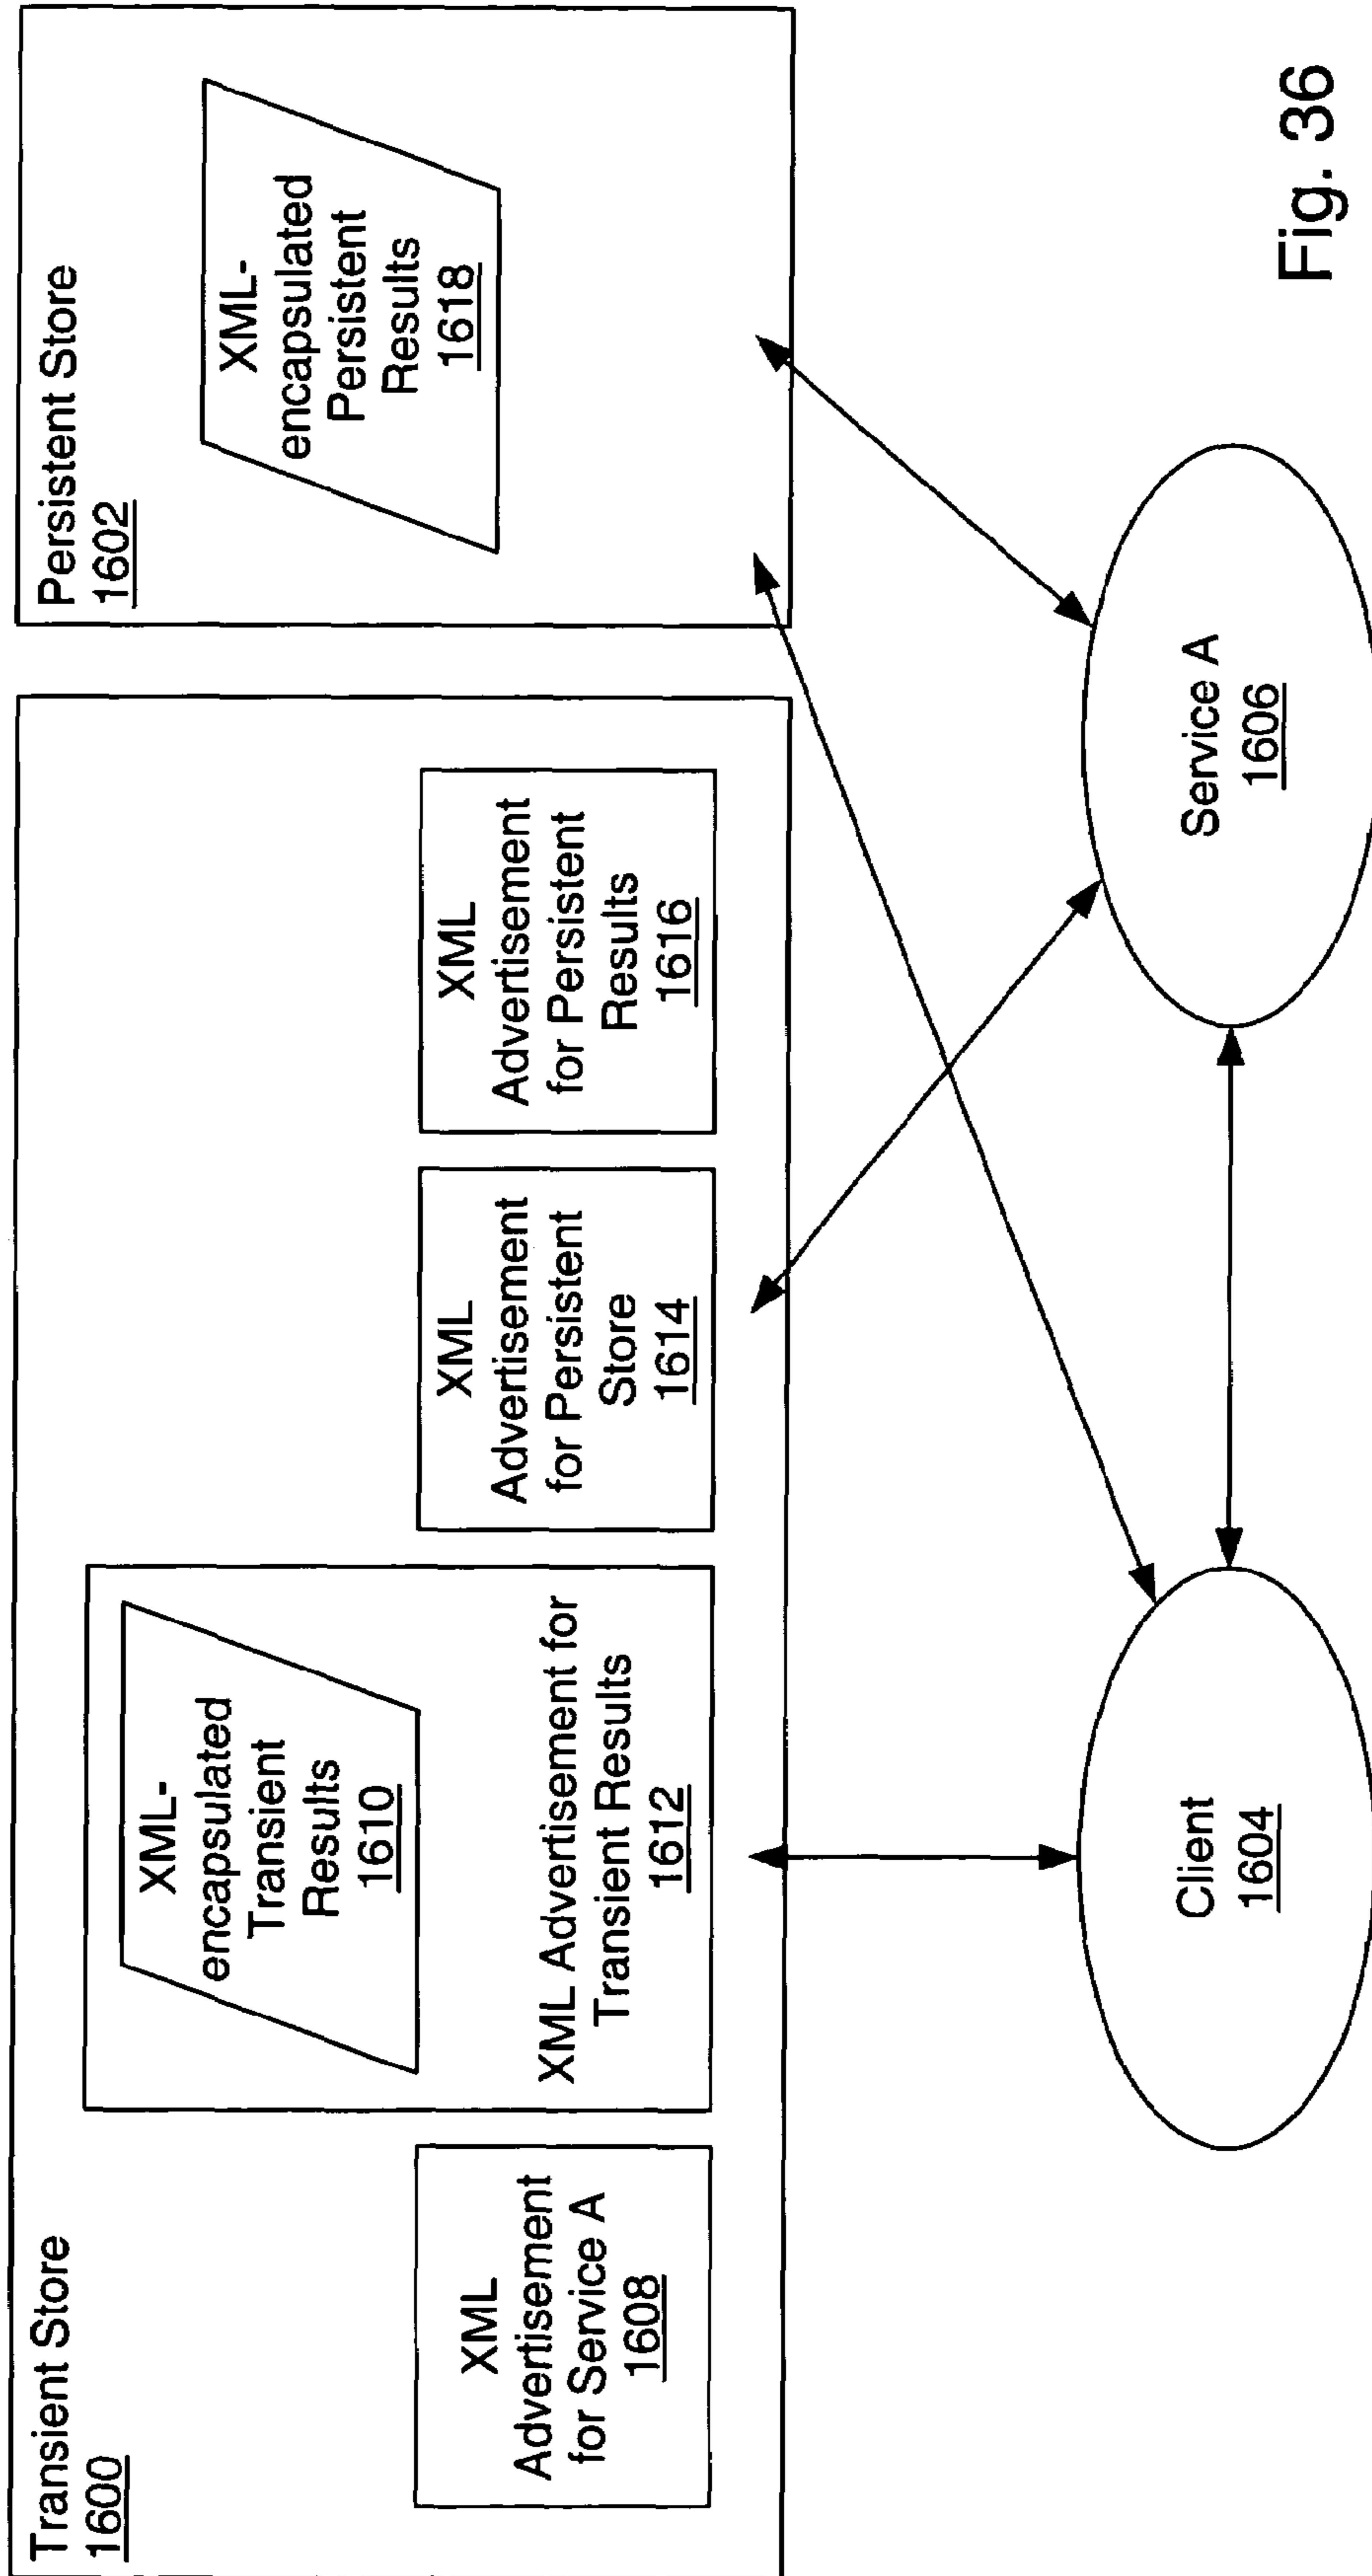 Transient Store
1600
XML
Advertisement
for Service A
1608
XML-
encapsulated
Transient
Results
1610
XML Advertisement for
Transient Results
1612
XML
Advertisement
for Persistent
Store
1614
XML
Advertisement
for Persistent
Results
1616
Persistent Store
1602
XML-
encapsulated
Persistent
Results
1618
Client
1604
Service A
1606
Fig. 36